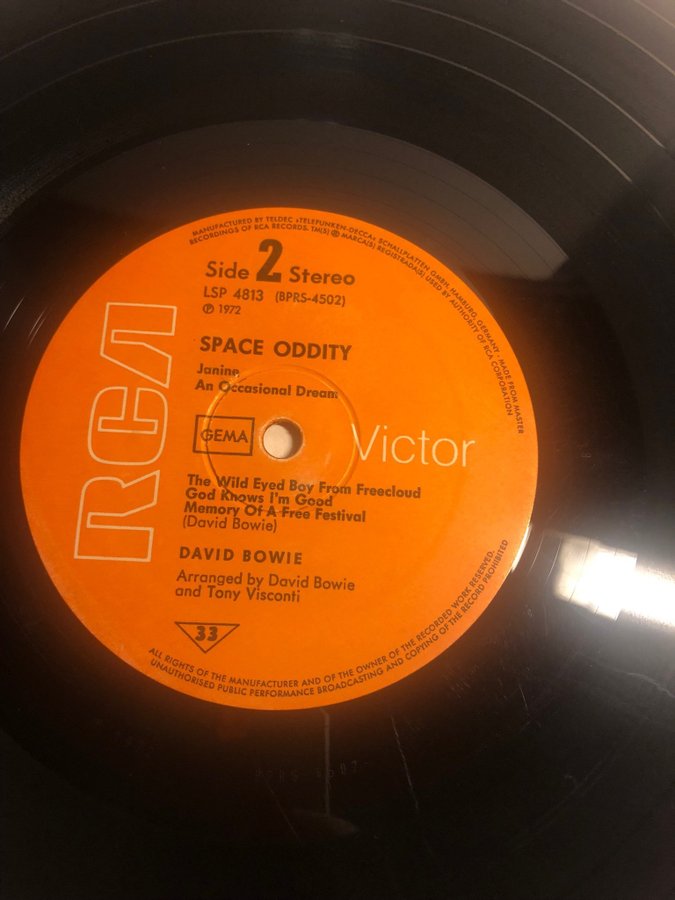 MANUFACTURED BY TELDEC »TELEFUNKEN-DECCA« SCHALLPLATTEN GMBH, HAMBURG, GERMANY, MADE FROM MASTER
RECORDINGS OF RCA RECORDS. TM(S) ® MARCA(S) REGISTRADA(S) USED BY AUTHORITY OF RCA CORPORATION
Side 2 Stereo
LSP 4813 (BPRS-4502)
℗ 1972
RCA
SPACE ODDITY
Janine
An Occasional Dream
GEMA
Victor
The Wild Eyed Boy From Freecloud
God Knows I'm Good
Memory Of A Free Festival
(David Bowie)
DAVID BOWIE
Arranged by David Bowie
and Tony Visconti
33
ALL RIGHTS OF THE MANUFACTURER AND OF THE OWNER OF THE RECORDED WORK RESERVED.
UNAUTHORISED PUBLIC PERFORMANCE BROADCASTING AND COPYING OF THE RECORD PROHIBITED